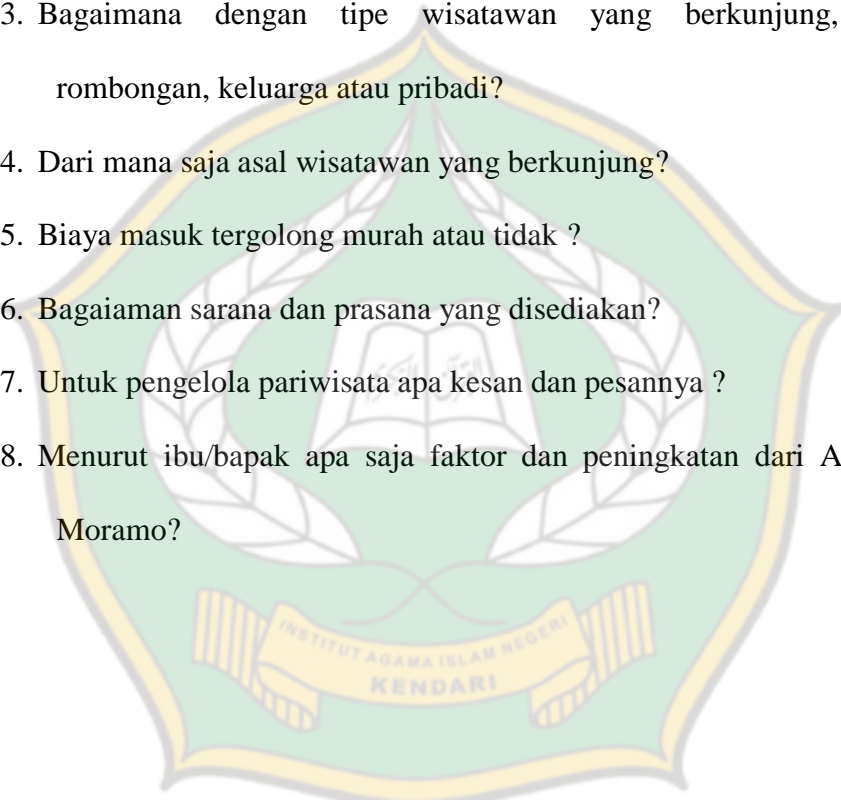 3. Bagaimana dengan tipe wisatawan yang berkunjung,
rombongan, keluarga atau pribadi?
4. Dari mana saja asal wisatawan yang berkunjung?
5. Biaya masuk tergolong murah atau tidak ?
6. Bagaiaman sarana dan prasana yang disediakan?
7. Untuk pengelola pariwisata apa kesan dan pesannya ?
8. Menurut ibu/bapak apa saja faktor dan peningkatan dari A
Moramo?
INSTITUT AGAMA ISLAM NEGERI
KENDARI